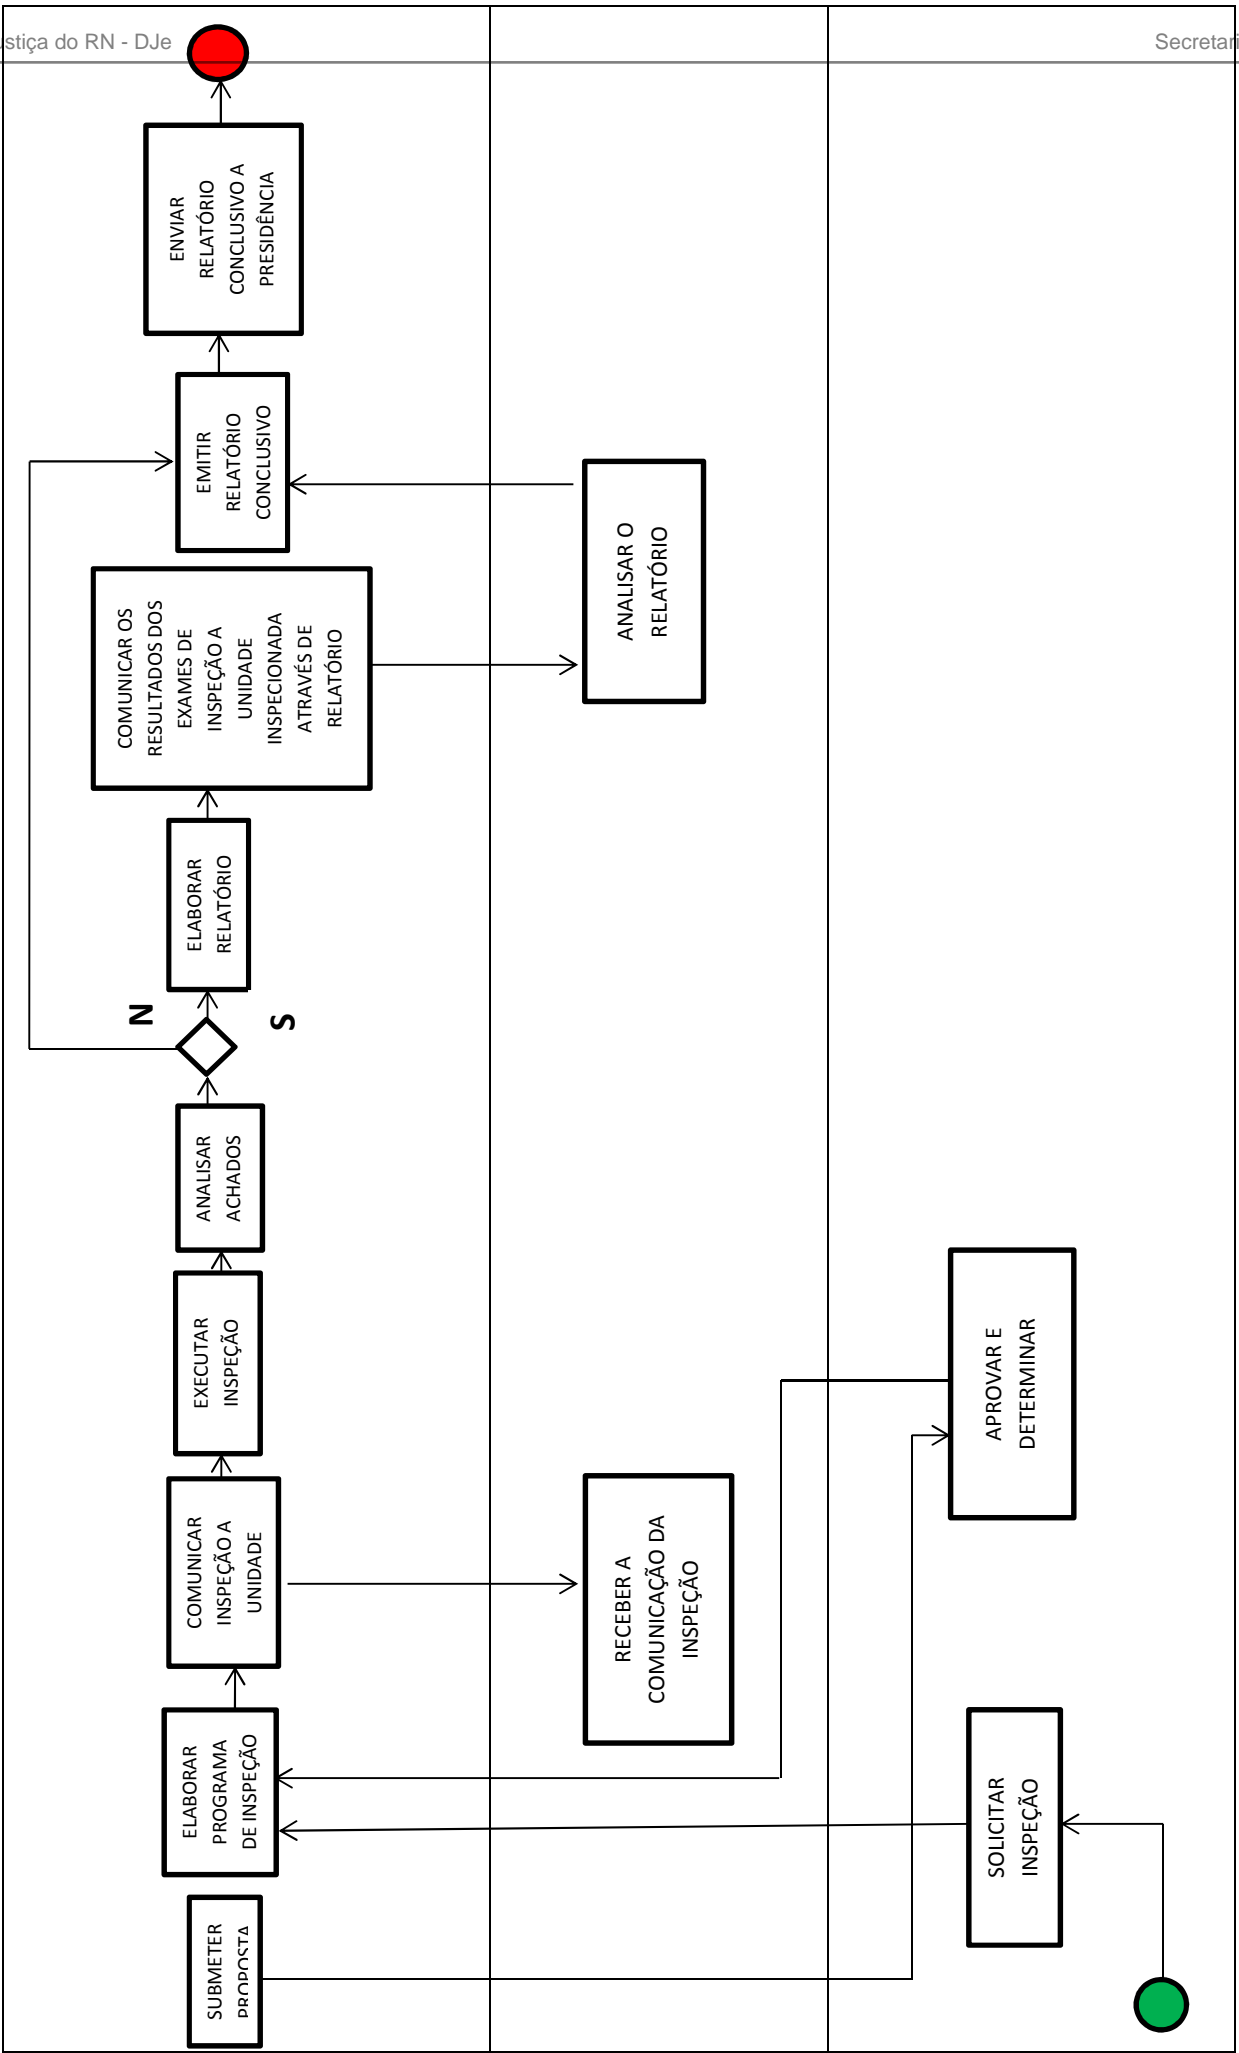 stiça do RN - DJe
Secretari
ENVIAR
RELATÓRIO
CONCLUSIVO A
PRESIDÊNCIA
EMITIR
RELATÓRIO
CONCLUSIVO
ANALISAR O
RELATÓRIO
COMUNICAR OS
RESULTADOS DOS
EXAMES DE
INSPEÇÃO A
UNIDADE
INSPECIONADA
ATRAVÉS DE
RELATÓRIO
ELABORAR
RELATÓRIO
N
S
ANALISAR
ACHADOS
EXECUTAR
INSPEÇÃO
APROVAR E
DETERMINAR
COMUNICAR
INSPEÇÃO A
UNIDADE
RECEBER A
COMUNICAÇÃO DA
INSPEÇÃO
ELABORAR
PROGRAMA
DE INSPEÇÃO
SOLICITAR
INSPEÇÃO
SUBMETER
PROPOSTA